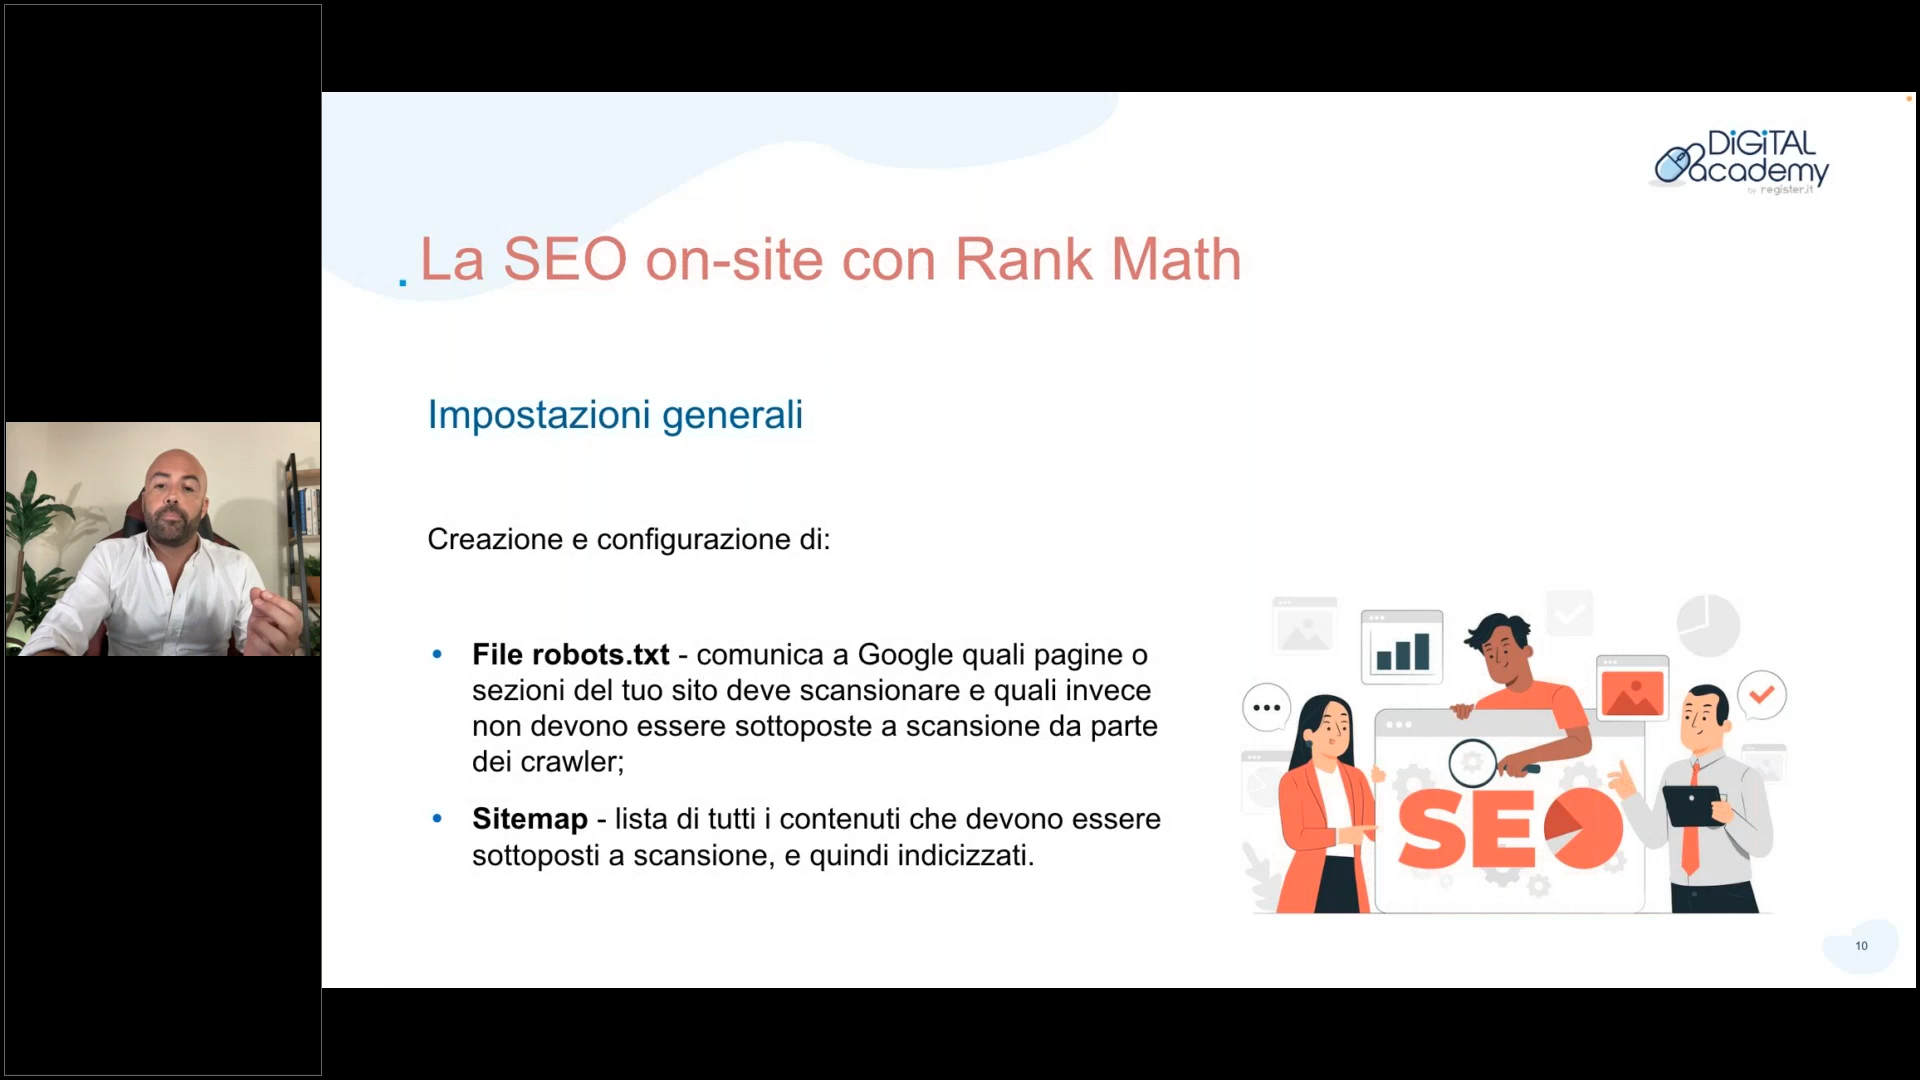 DiGiTAL
academy
by register.it
. La SEO on-site con Rank Math
Impostazioni generali
Creazione e configurazione di:
• File robots.txt - comunica a Google quali pagine o
sezioni del tuo sito deve scansionare e quali invece
non devono essere sottoposte a scansione da parte
dei crawler;
• Sitemap - lista di tutti i contenuti che devono essere
sottoposti a scansione, e quindi indicizzati.
SEO
10